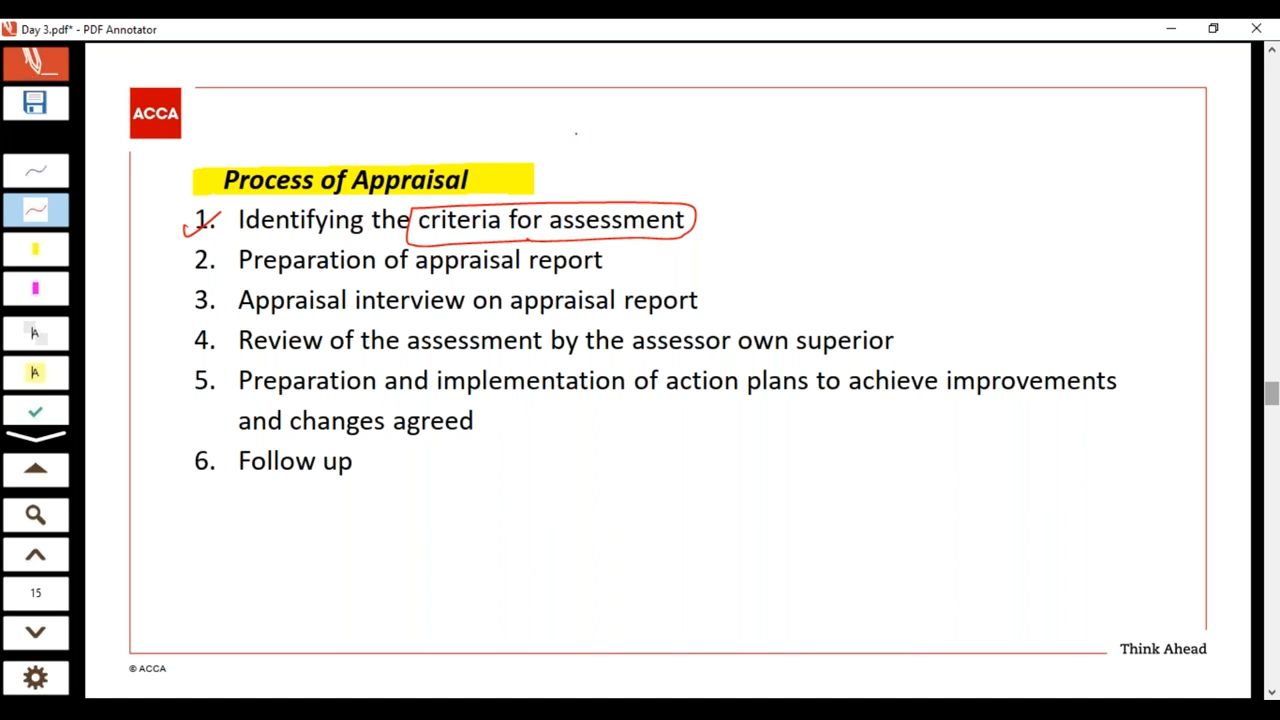 Day 3.pdf* - PDF Annotator
ACCA
Process of Appraisal
1. Identifying the criteria for assessment
2. Preparation of appraisal report
3. Appraisal interview on appraisal report
4. Review of the assessment by the assessor own superior
5. Preparation and implementation of action plans to achieve improvements
and changes agreed
6. Follow up
A
A
15
Think Ahead
© ACCA